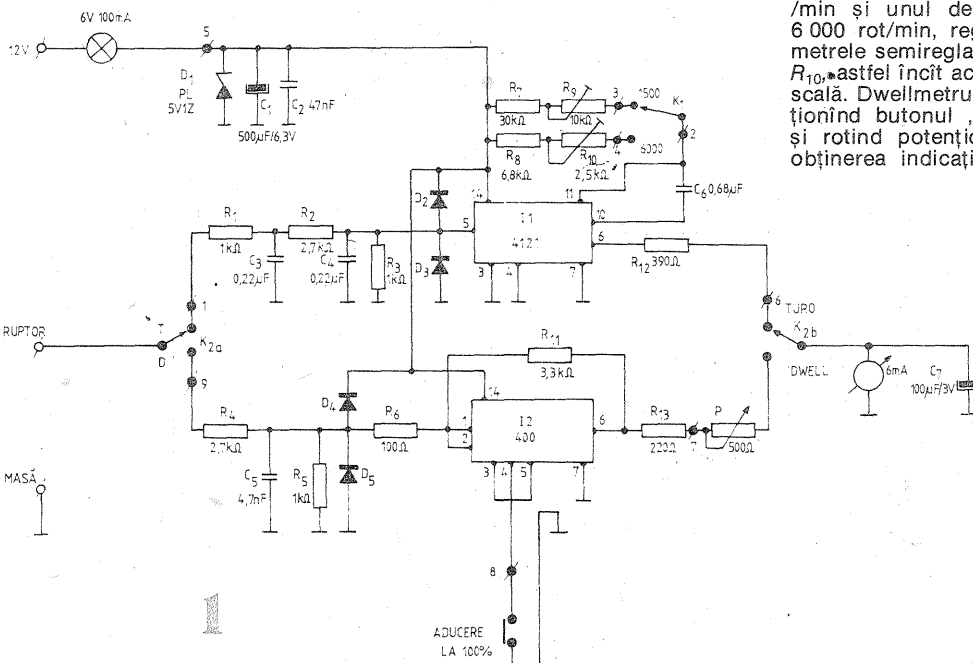 /min și unul de
6 000 rot/min, reg
metrele semiregla
R10, astfel încît ac
scală. Dwellmetru
ționînd butonul „
și rotind potenți
obținerea indicați
6V 100mA
12V
5
D1
PL
5V1Z
C1
500µF/6,3V
C2 47nF
R7
30kΩ
R9
10kΩ
3
1500
K1
R8
6,8kΩ
R10
2,5kΩ
4
6000
2
C6 0,68µF
D2
D3
14
11
10
5
I1
4121
6
3
4
7
R12
390Ω
R1
1kΩ
R2
2,7kΩ
C3
0,22µF
C4
0,22µF
R3
1kΩ
RUPTOR
1
T
D
K2a
9
6
TURO
K2b
DWELL
6mA
C7
100µF/3V
R11
3,3kΩ
D4
D5
14
R4
2,7kΩ
R6
100Ω
1
2
I2
400
6
3
4
5
7
R13
220Ω
7
P
500Ω
C5
4,7nF
R5
1kΩ
MASĂ
8
ADUCERE
LA 100%
1